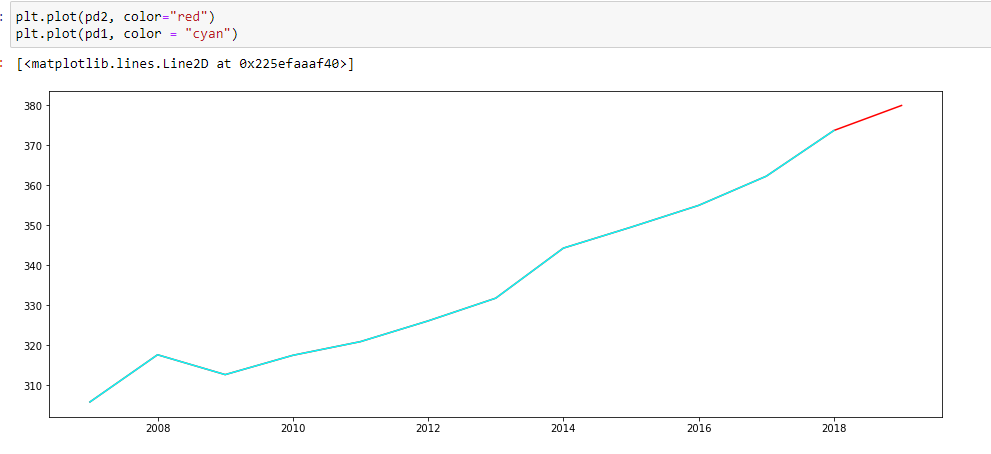 : plt.plot(pd2, color="red")
plt.plot(pd1, color = "cyan")
: [<matplotlib.lines.Line2D at 0x225efaaaf40>]
380
370
360
350
340
330
320
310
2008 2010 2012 2014 2016 2018